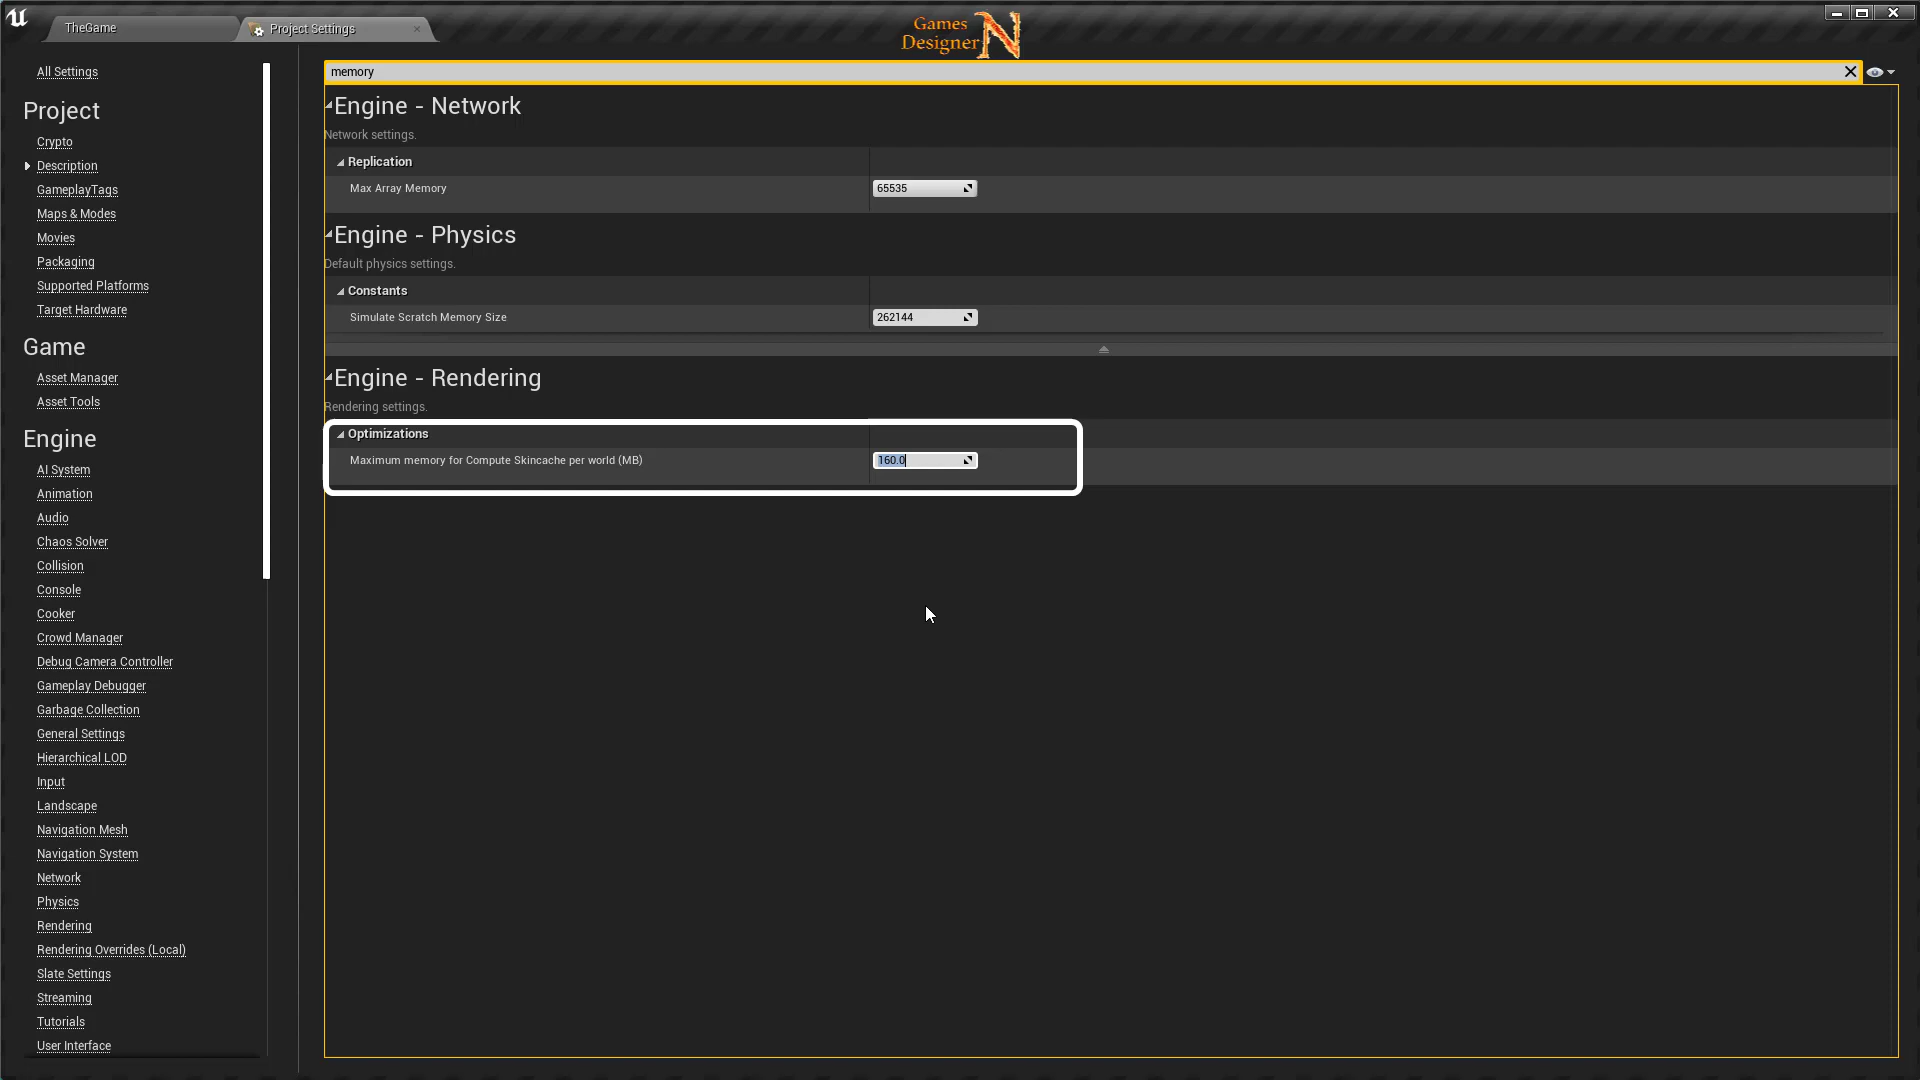 TheGame
Project Settings
Games
Designer N
All Settings
Project
Crypto
Description
GameplayTags
Maps & Modes
Movies
Packaging
Supported Platforms
Target Hardware
Game
Asset Manager
Asset Tools
Engine
AI System
Animation
Audio
Chaos Solver
Collision
Console
Cooker
Crowd Manager
Debug Camera Controller
Gameplay Debugger
Garbage Collection
General Settings
Hierarchical LOD
Input
Landscape
Navigation Mesh
Navigation System
Network
Physics
Rendering
Rendering Overrides (Local)
Slate Settings
Streaming
Tutorials
User Interface
memory
Engine - Network
Network settings.
Replication
Max Array Memory 65535
Engine - Physics
Default physics settings.
Constants
Simulate Scratch Memory Size 262144
Engine - Rendering
Rendering settings.
Optimizations
Maximum memory for Compute Skincache per world (MB) 160.0